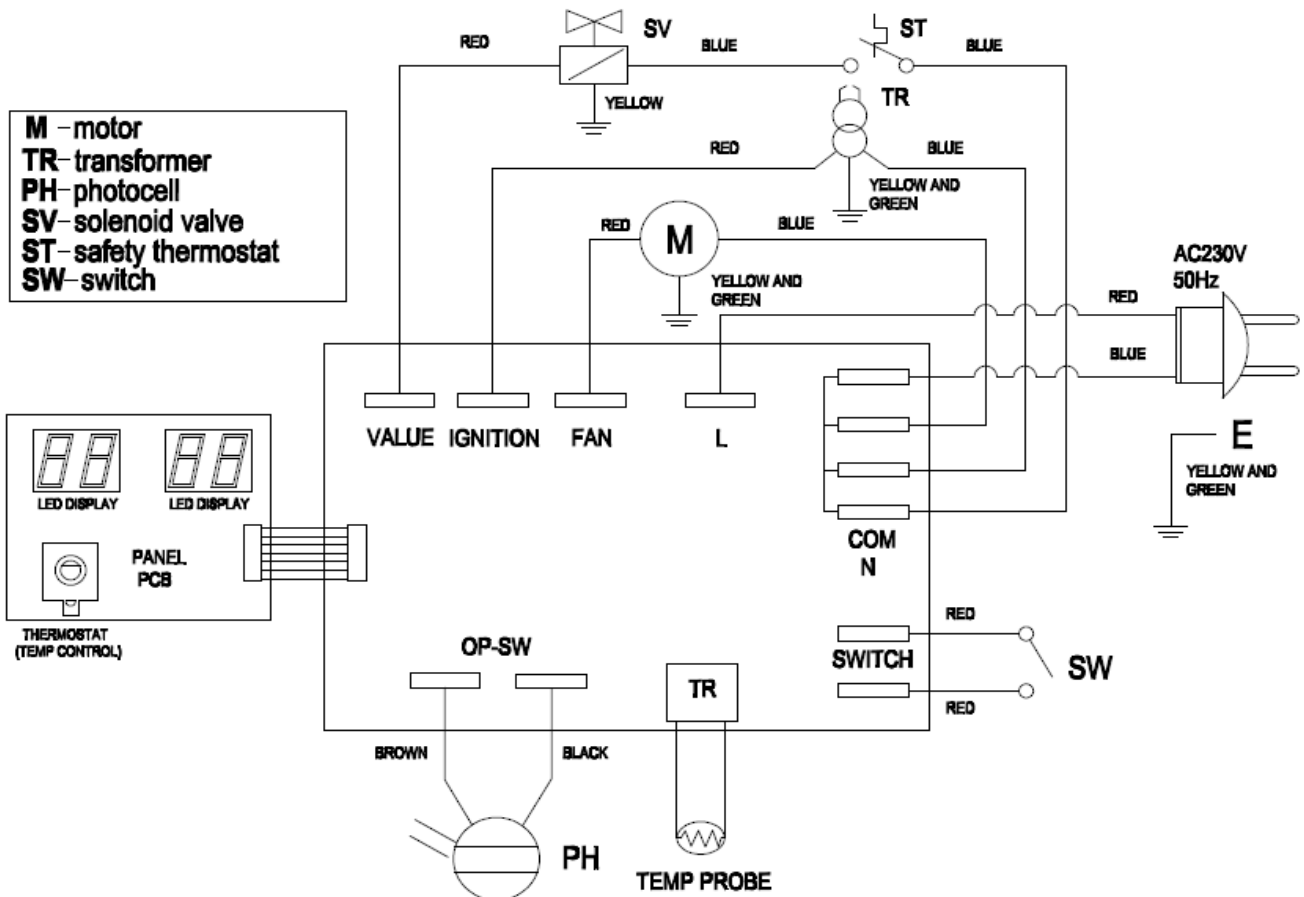 SV
ST
RED
BLUE
BLUE
TR
YELLOW
M-motor
TR-transformer
PH-photocell
SV-solenoid valve
ST-safety thermostat
SW-switch
RED
BLUE
YELLOW AND
GREEN
RED
M
BLUE
YELLOW AND
GREEN
AC230V
50Hz
RED
BLUE
VALUE
IGNITION
FAN
L
E
YELLOW AND
GREEN
88
88
LED DISPLAY
LED DISPLAY
COM
N
PANEL
PCB
THERMOSTAT
(TEMP CONTROL)
OP-SW
TR
RED
SWITCH
SW
RED
BROWN
BLACK
PH
TEMP PROBE